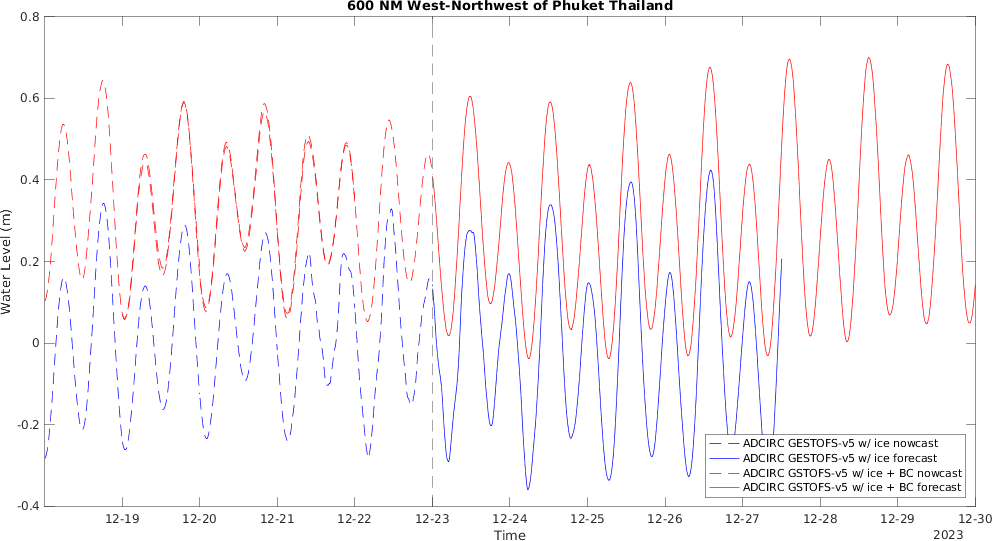 600 NM West-Northwest of Phuket Thailand
Water Level (m)
0.8
0.6
0.4
0.2
0
-0.2
-0.4
12-19 12-20 12-21 12-22 12-23 12-24 12-25 12-26 12-27 12-28 12-29 12-30
Time
2023
ADCIRC GESTOFS-v5 w/ ice nowcast
ADCIRC GESTOFS-v5 w/ ice forecast
ADCIRC GSTOFS-v5 w/ ice + BC nowcast
ADCIRC GSTOFS-v5 w/ ice + BC forecast